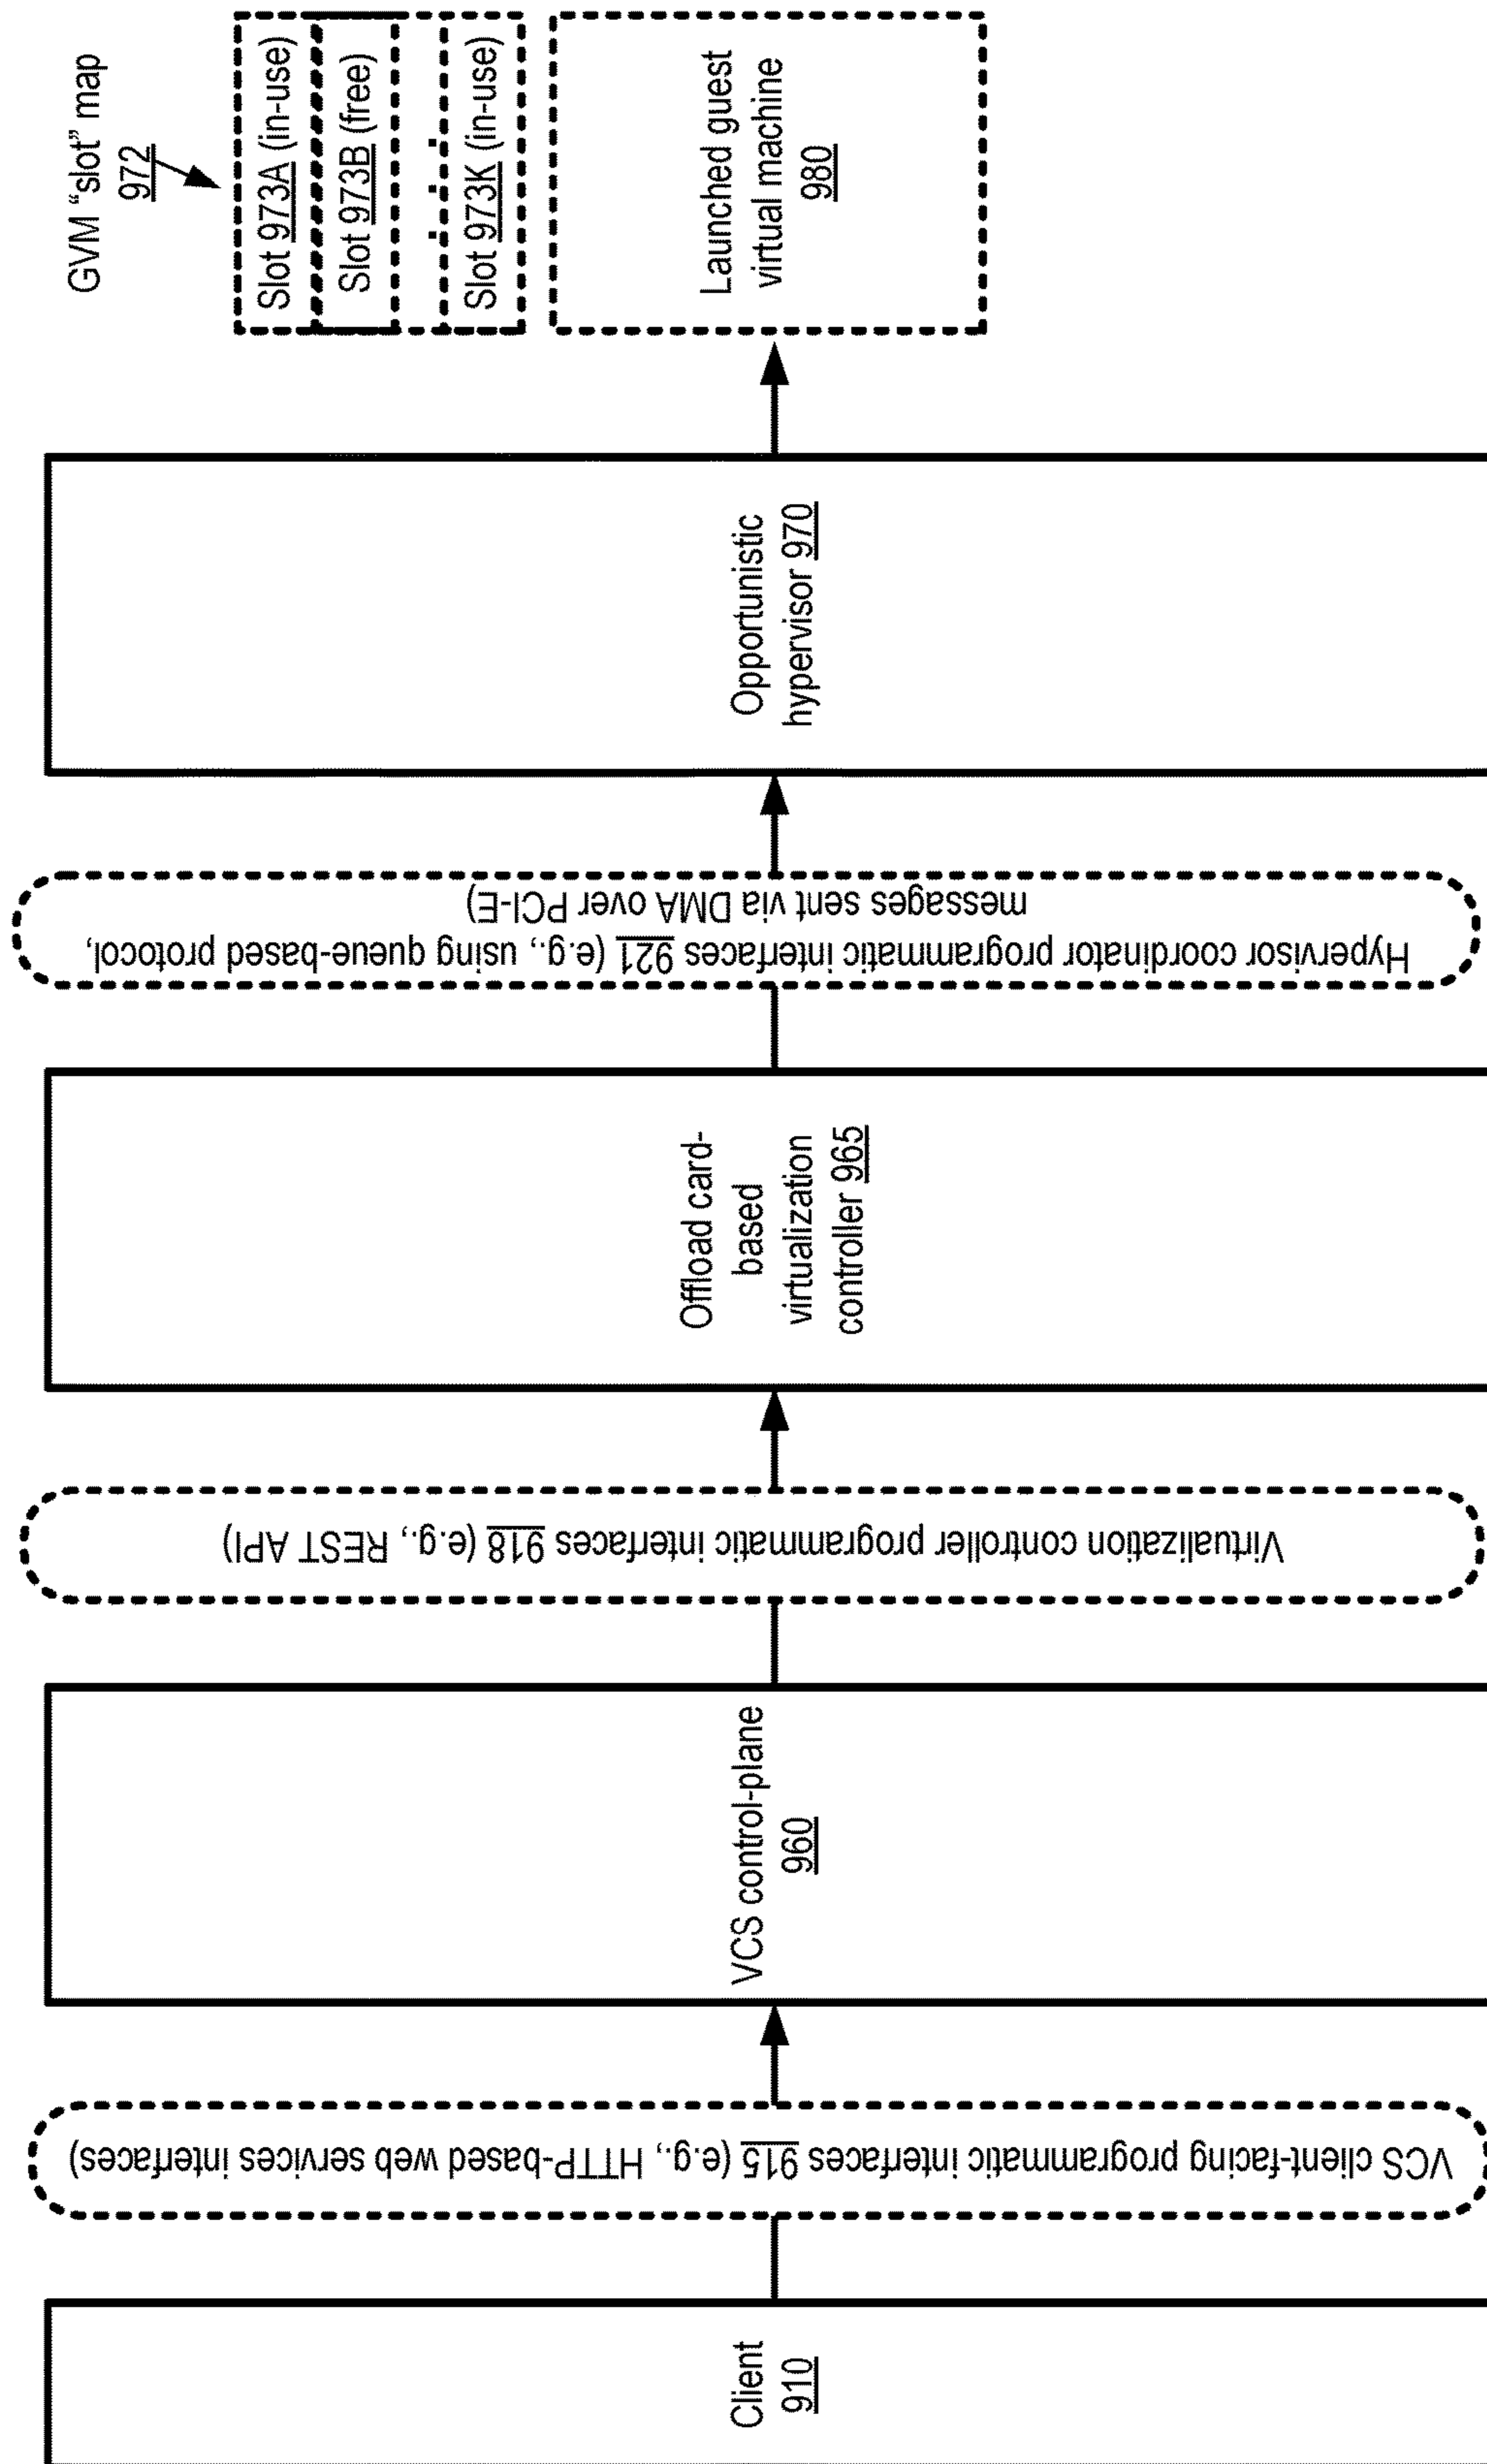 Client
910
VCS client-facing programmatic interfaces 915 (e.g., HTTP-based web services interfaces)
VCS control-plane
960
Virtualization controller programmatic interfaces 918 (e.g., REST API)
Offload card-
based
virtualization
controller 965
Hypervisor coordinator programmatic interfaces 921 (e.g., using queue-based protocol,
messages sent via DMA over PCI-E)
Opportunistic
hypervisor 970
GVM “slot” map
972
Slot 973A (in-use)
Slot 973B (free)
. . .
Slot 973K (in-use)
Launched guest
virtual machine
980